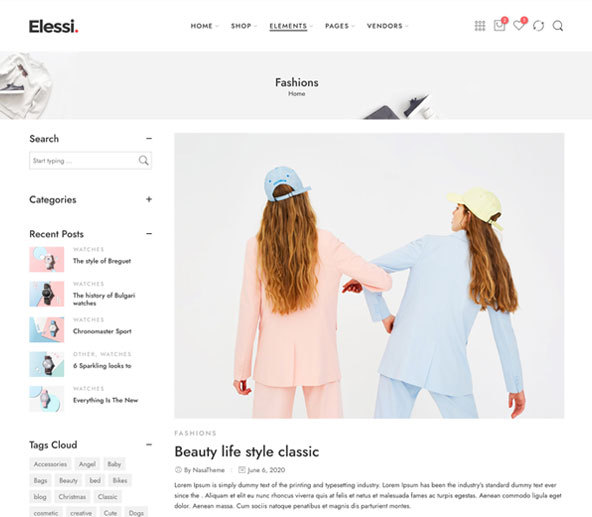 Elessi.
HOME SHOP ELEMENTS PAGES VENDORS
Fashions
Home
Search
Start typing ...
Categories
Recent Posts
WATCHES
The style of Breguet
WATCHES
The history of Bulgari
watches
WATCHES
Chronomaster Sport
OTHER, WATCHES
6 Sparkling looks to
WATCHES
Everything Is The New
Tags Cloud
Accessories Angel Baby
Bags Beauty bed Bikes
blog Christmas Classic
cosmetic creative Cute Dogs
FASHIONS
Beauty life style classic
By NasaTheme June 6, 2020
Lorem Ipsum is simply dummy text of the printing and typesetting industry. Lorem Ipsum has been the industry's standard dummy text ever
since the . Aliquam et elit eu nunc rhoncus viverra quis at felis et netus et malesuada fames ac turpis egestas. Aenean commodo ligula eget
dolor. Aenean massa. Cum sociis natoque penatibus et magnis dis parturient montes.